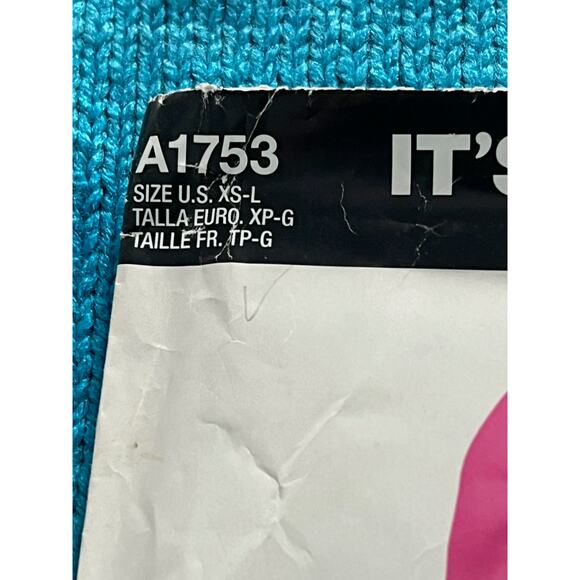 A1753
IT'S
SIZE U.S. XS-L
TALLA EURO. XP-G
TAILLE FR. TP-G